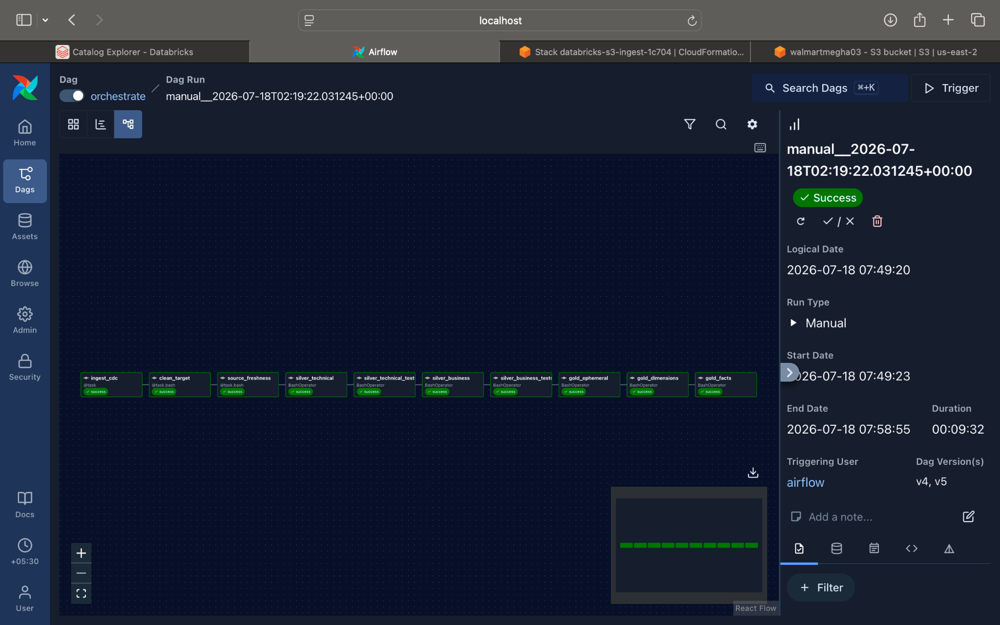 localhost
Catalog Explorer - Databricks
Airflow
Stack databricks-s3-ingest-1c704 | CloudFormatio...
walmartmegha03 - S3 bucket | S3 | us-east-2
Dag
orchestrate
Dag Run
manual__2026-07-18T02:19:22.031245+00:00
Search Dags ⌘+K
Trigger
Home
Dags
Assets
Browse
Admin
Security
Docs
+05:30
User
ingest_cdc
@task
success
clean_target
@task.bash
success
source_freshness
@task.bash
success
silver_technical
BashOperator
success
silver_technical_test
BashOperator
success
silver_business
BashOperator
success
silver_business_tests
BashOperator
success
gold_ephemeral
BashOperator
success
gold_dimensions
BashOperator
success
gold_facts
BashOperator
success
React Flow
manual__2026-07-
18T02:19:22.031245+00:00
Success
/
Logical Date
2026-07-18 07:49:20
Run Type
Manual
Start Date
026-07-18 07:49:23
End Date
2026-07-18 07:58:55
Duration
00:09:32
Triggering User
airflow
Dag Version(s)
v4, v5
Add a note...
Filter